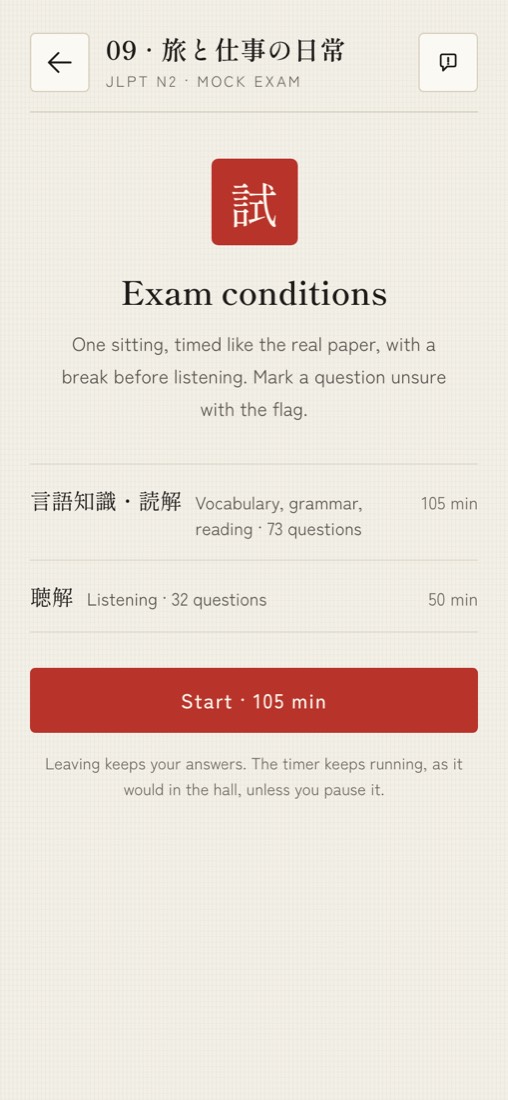 09 · 旅と仕事の日常
JLPT N2 · MOCK EXAM
試
Exam conditions
One sitting, timed like the real paper, with a
break before listening. Mark a question unsure
with the flag.
言語知識・読解 Vocabulary, grammar, 105 min
reading · 73 questions
聴解 Listening · 32 questions 50 min
Start · 105 min
Leaving keeps your answers. The timer keeps running, as it
would in the hall, unless you pause it.